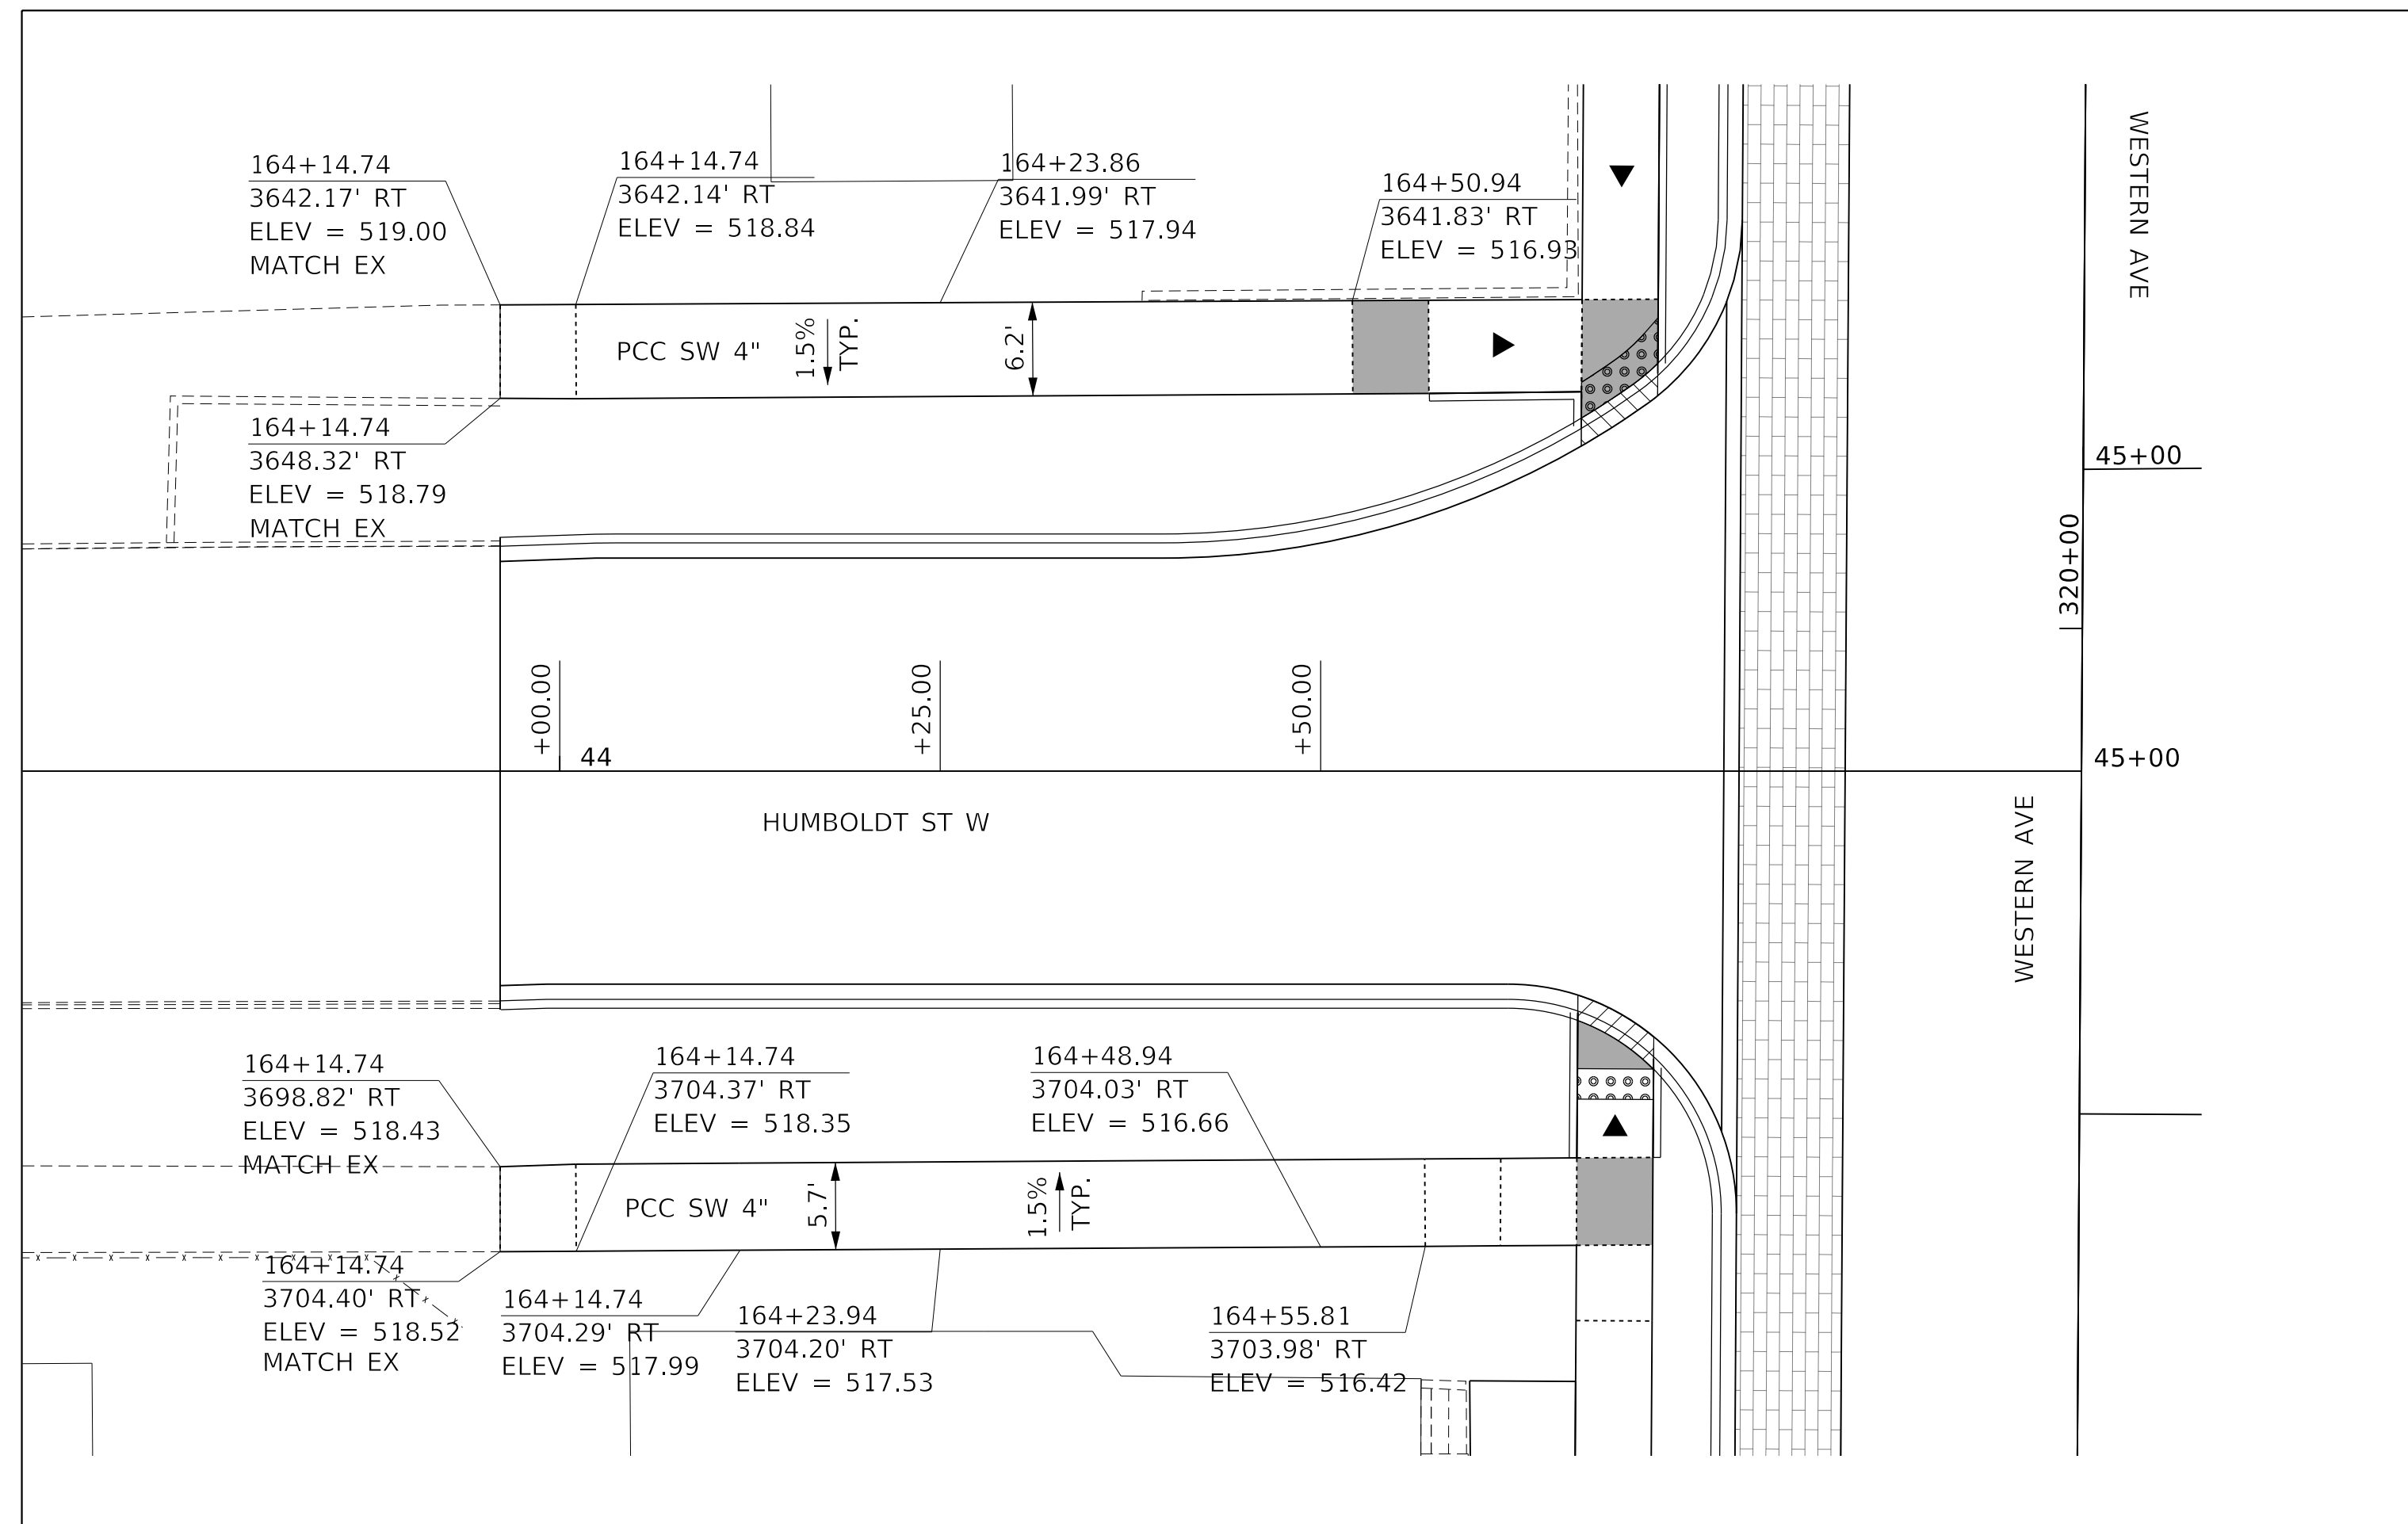 164+14.74
3642.17' RT
ELEV = 519.00
MATCH EX
164+14.74
3642.14' RT
ELEV = 518.84
164+23.86
3641.99' RT
ELEV = 517.94
164+50.94
3641.83' RT
ELEV = 516.93
WESTERN AVE
PCC SW 4"
1.5%
TYP.
6.2'
164+14.74
3648.32' RT
ELEV = 518.79
MATCH EX
45+00
320+00
+00.00
44
+25.00
+50.00
45+00
HUMBOLDT ST W
WESTERN AVE
164+14.74
3698.82' RT
ELEV = 518.43
MATCH EX
164+14.74
3704.37' RT
ELEV = 518.35
164+48.94
3704.03' RT
ELEV = 516.66
PCC SW 4"
5.7'
1.5%
TYP.
164+14.74
3704.40' RT
ELEV = 518.52
MATCH EX
164+14.74
3704.29' RT
ELEV = 517.99
164+23.94
3704.20' RT
ELEV = 517.53
164+55.81
3703.98' RT
ELEV = 516.42